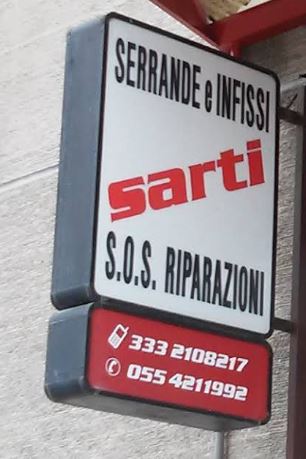 SERRANDE e INFISSI
sarti
S.O.S. RIPARAZIONI
333 2108217
055 4211992